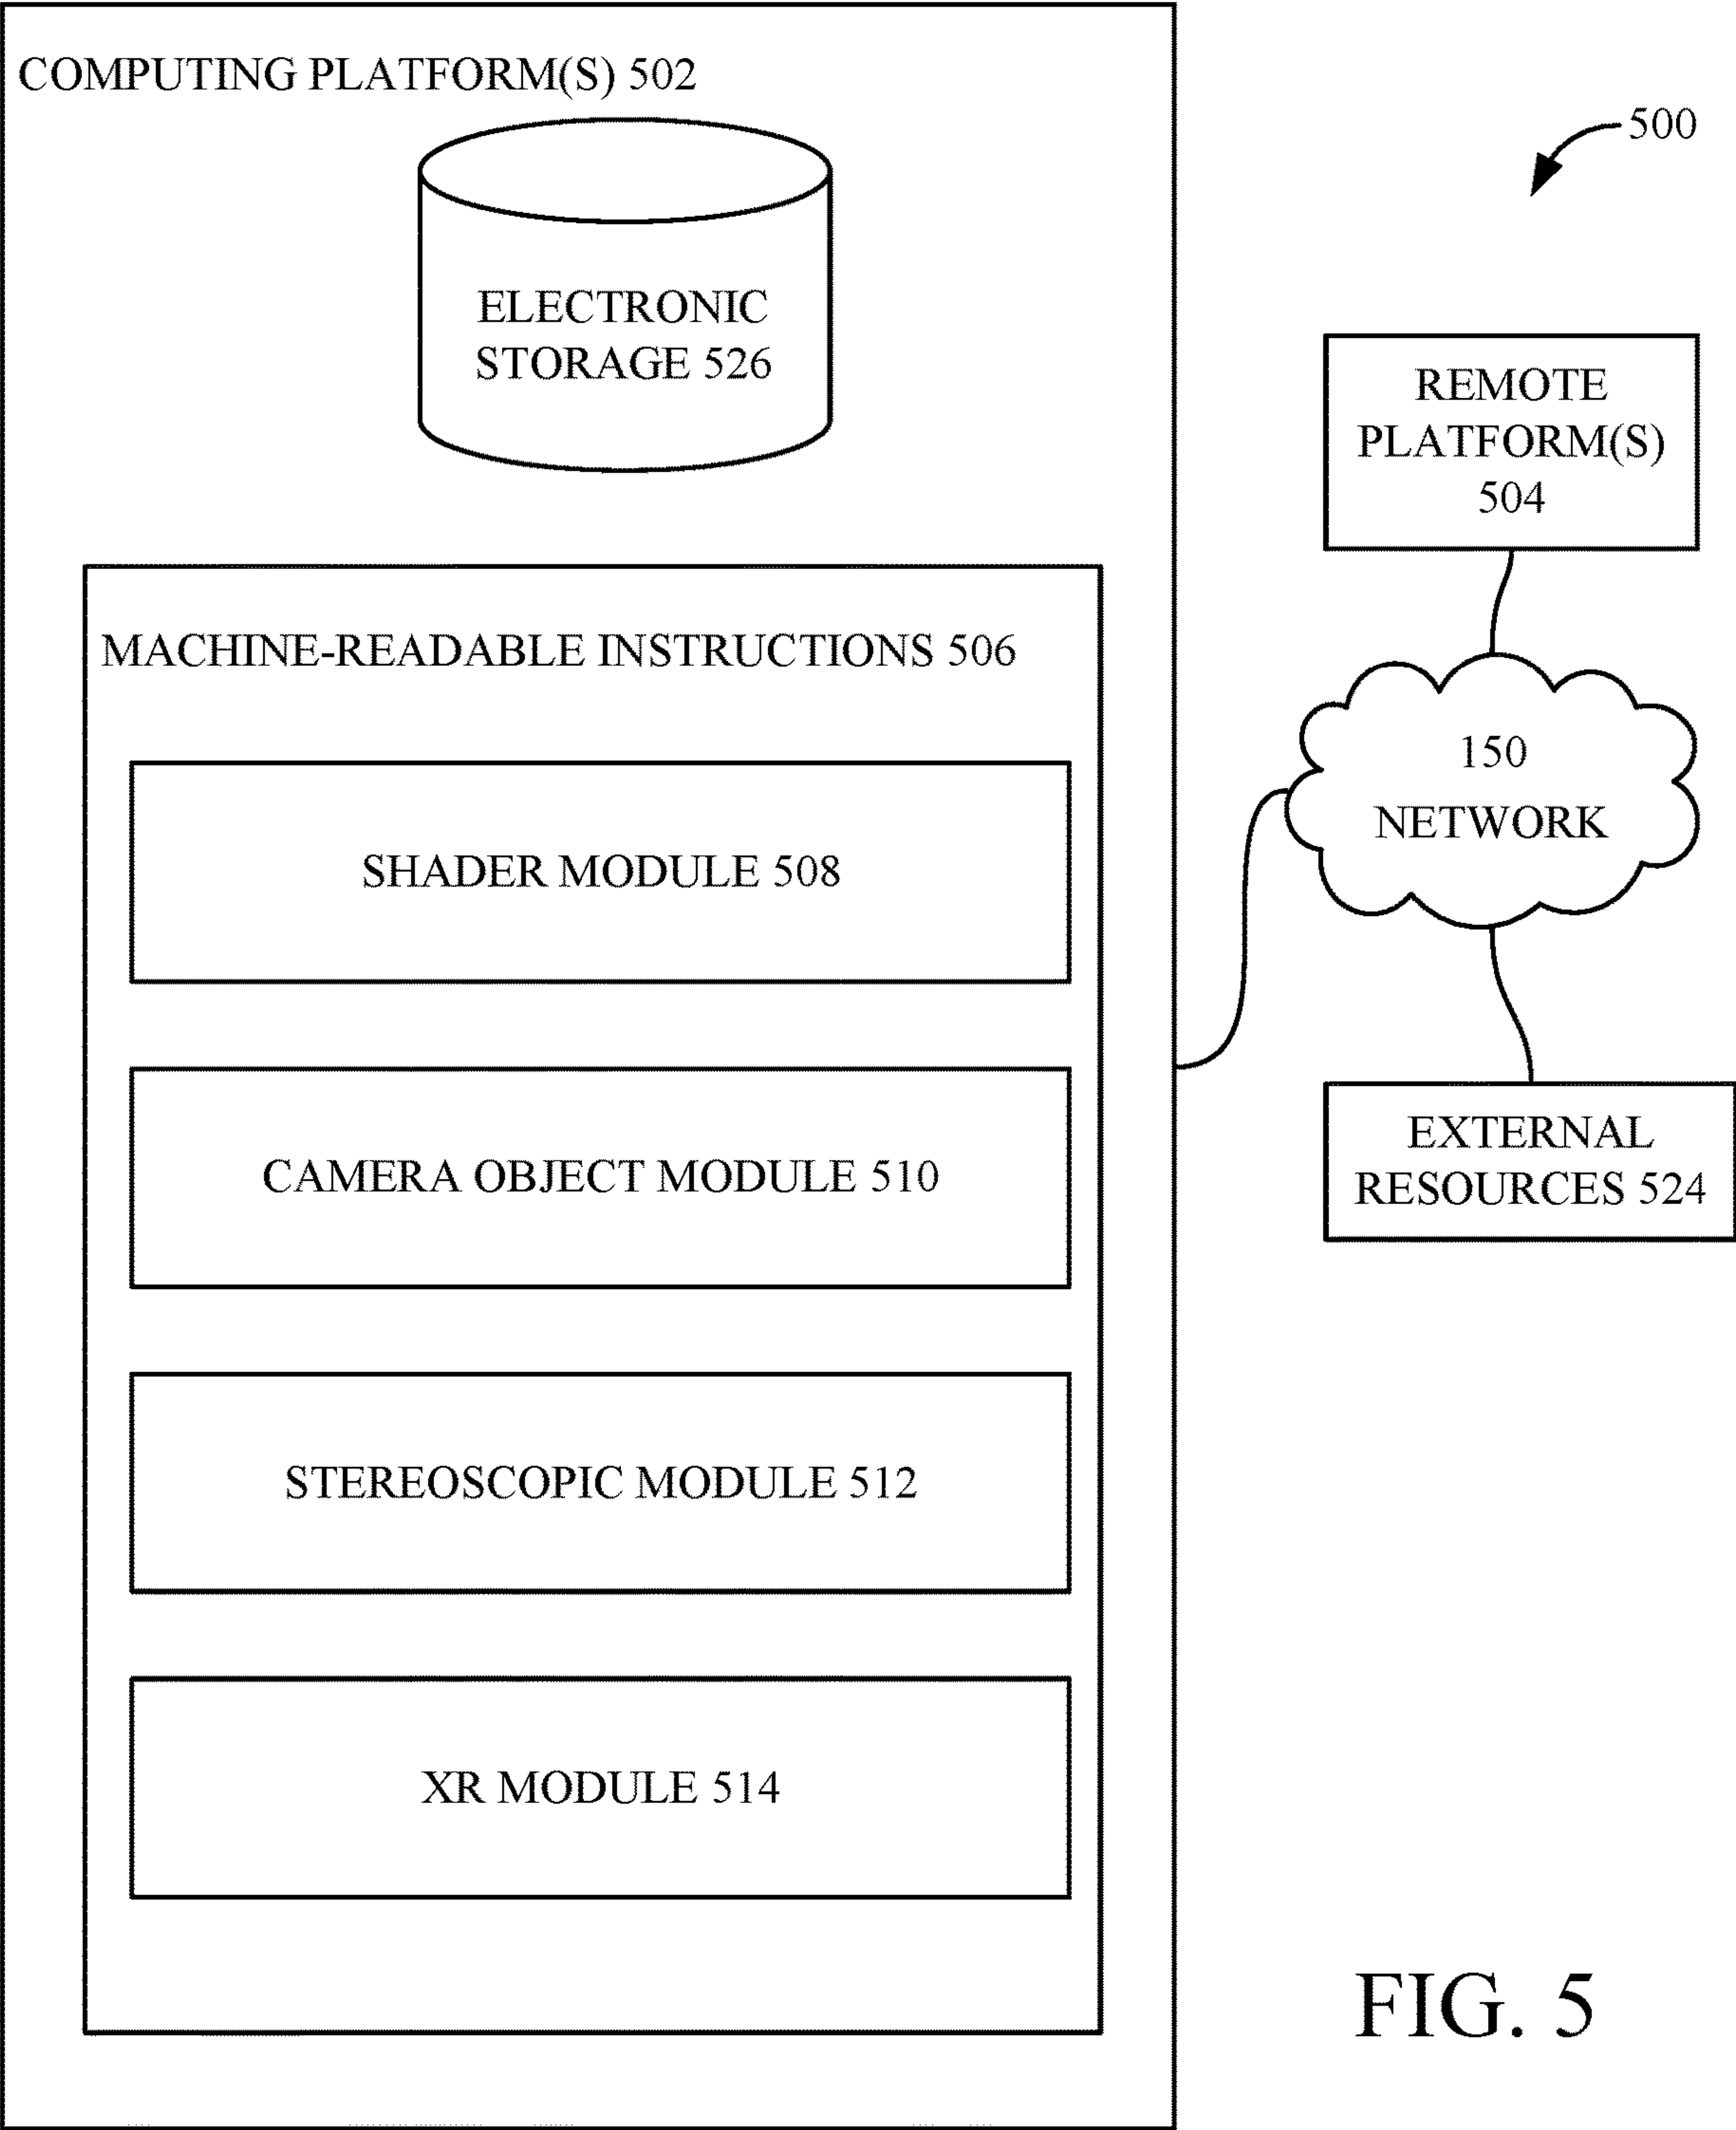 COMPUTING PLATFORM(S) 502
500
ELECTRONIC
STORAGE 526
REMOTE
PLATFORM(S)
504
MACHINE-READABLE INSTRUCTIONS 506
150
NETWORK
SHADER MODULE 508
EXTERNAL
RESOURCES 524
CAMERA OBJECT MODULE 510
STEREOSCOPIC MODULE 512
XR MODULE 514
FIG. 5